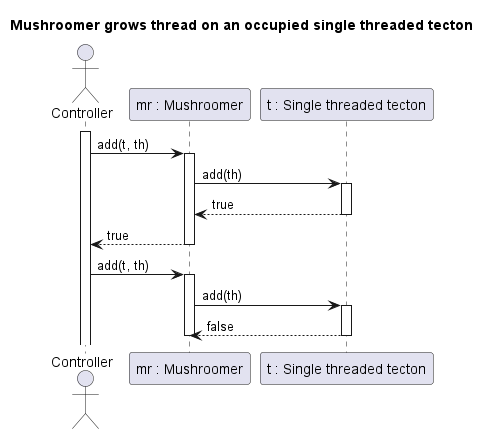 Mushroomer grows thread on an occupied single threaded tecton
Controller
mr : Mushroomer
t : Single threaded tecton
add(t, th)
add(th)
true
true
add(t, th)
add(th)
false
Controller
mr : Mushroomer
t : Single threaded tecton